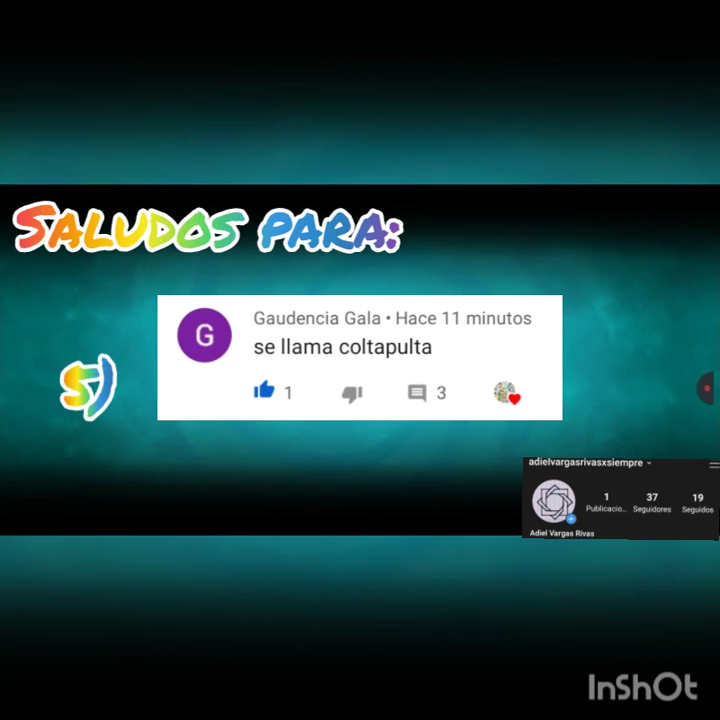 Saludos para:
G
Gaudencia Gala • Hace 11 minutos
se llama coltapulta
1
3
5)
adielvargasrivasxsiempre
1 37 19
Publicacio... Seguidores Seguidos
Adiel Vargas Rivas
InShOt